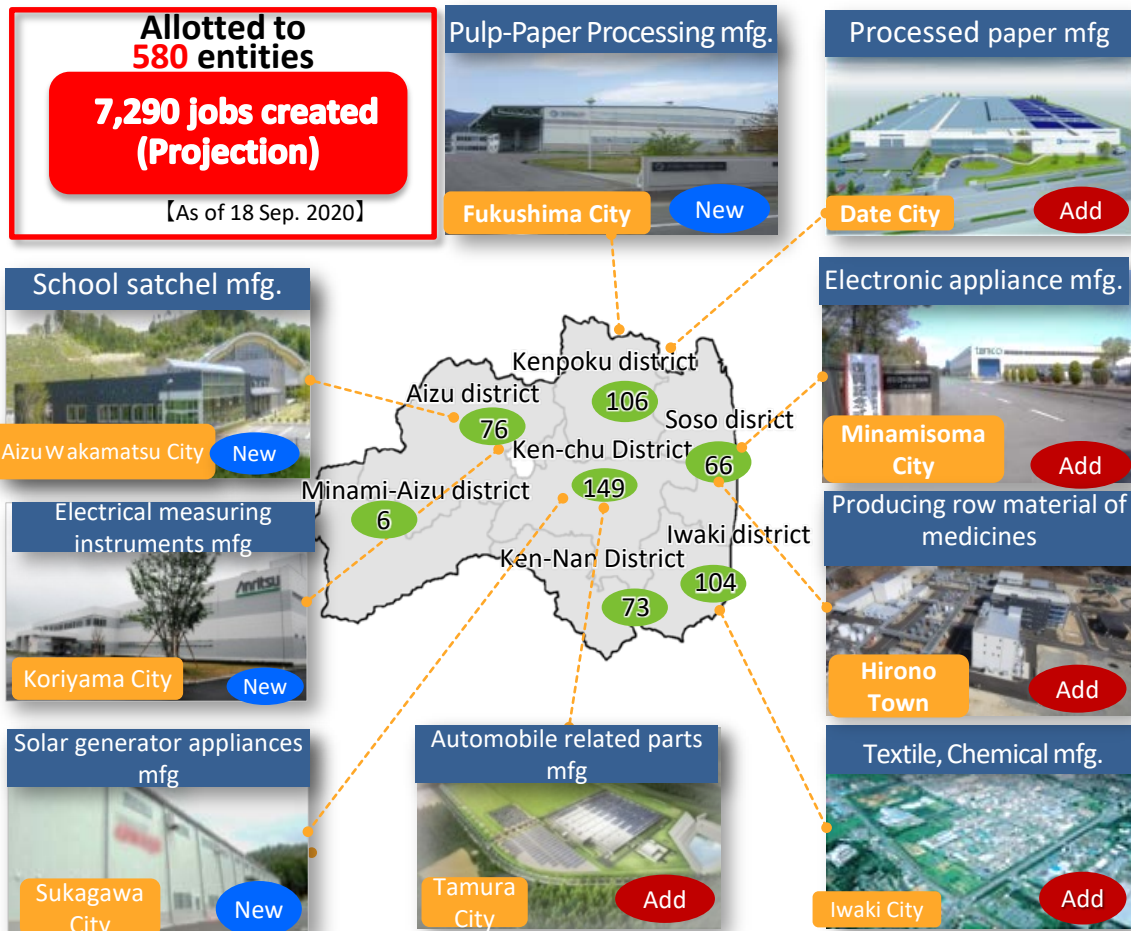 Allotted to
580 entities
7,290 jobs created
(Projection)
【As of 18 Sep. 2020】
Pulp-Paper Processing mfg.
Fukushima City
New
Processed paper mfg
Date City
Add
School satchel mfg.
Aizu Wakamatsu City
New
Electronic appliance mfg.
Minamisoma
City
Add
Kenpoku district
106
Aizu district
76
Soso disrict
66
Ken-chu District
149
Minami-Aizu district
6
Iwaki district
104
Ken-Nan District
73
Electrical measuring
instruments mfg
Anritsu
Koriyama City
New
Producing row material of
medicines
Hirono
Town
Add
Solar generator appliances
mfg
Sukagawa
City
New
Automobile related parts
mfg
Tamura
City
Add
Textile, Chemical mfg.
Iwaki City
Add